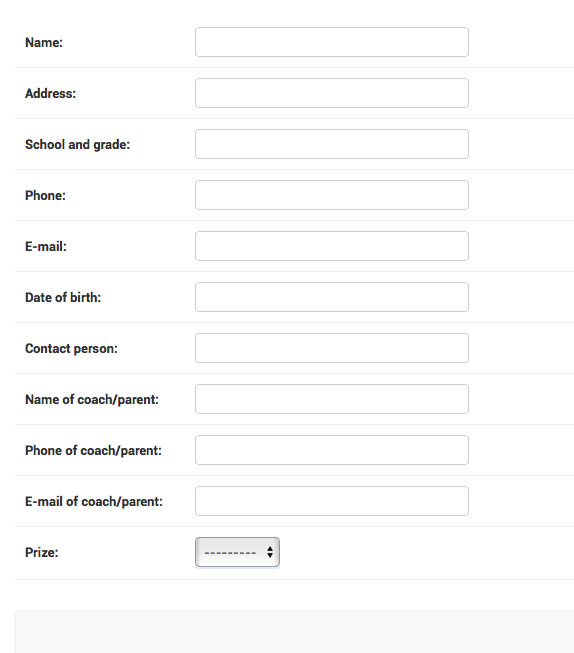 Name:
Address:
School and grade:
Phone:
E-mail:
Date of birth:
Contact person:
Name of coach/parent:
Phone of coach/parent:
E-mail of coach/parent:
Prize:
---------